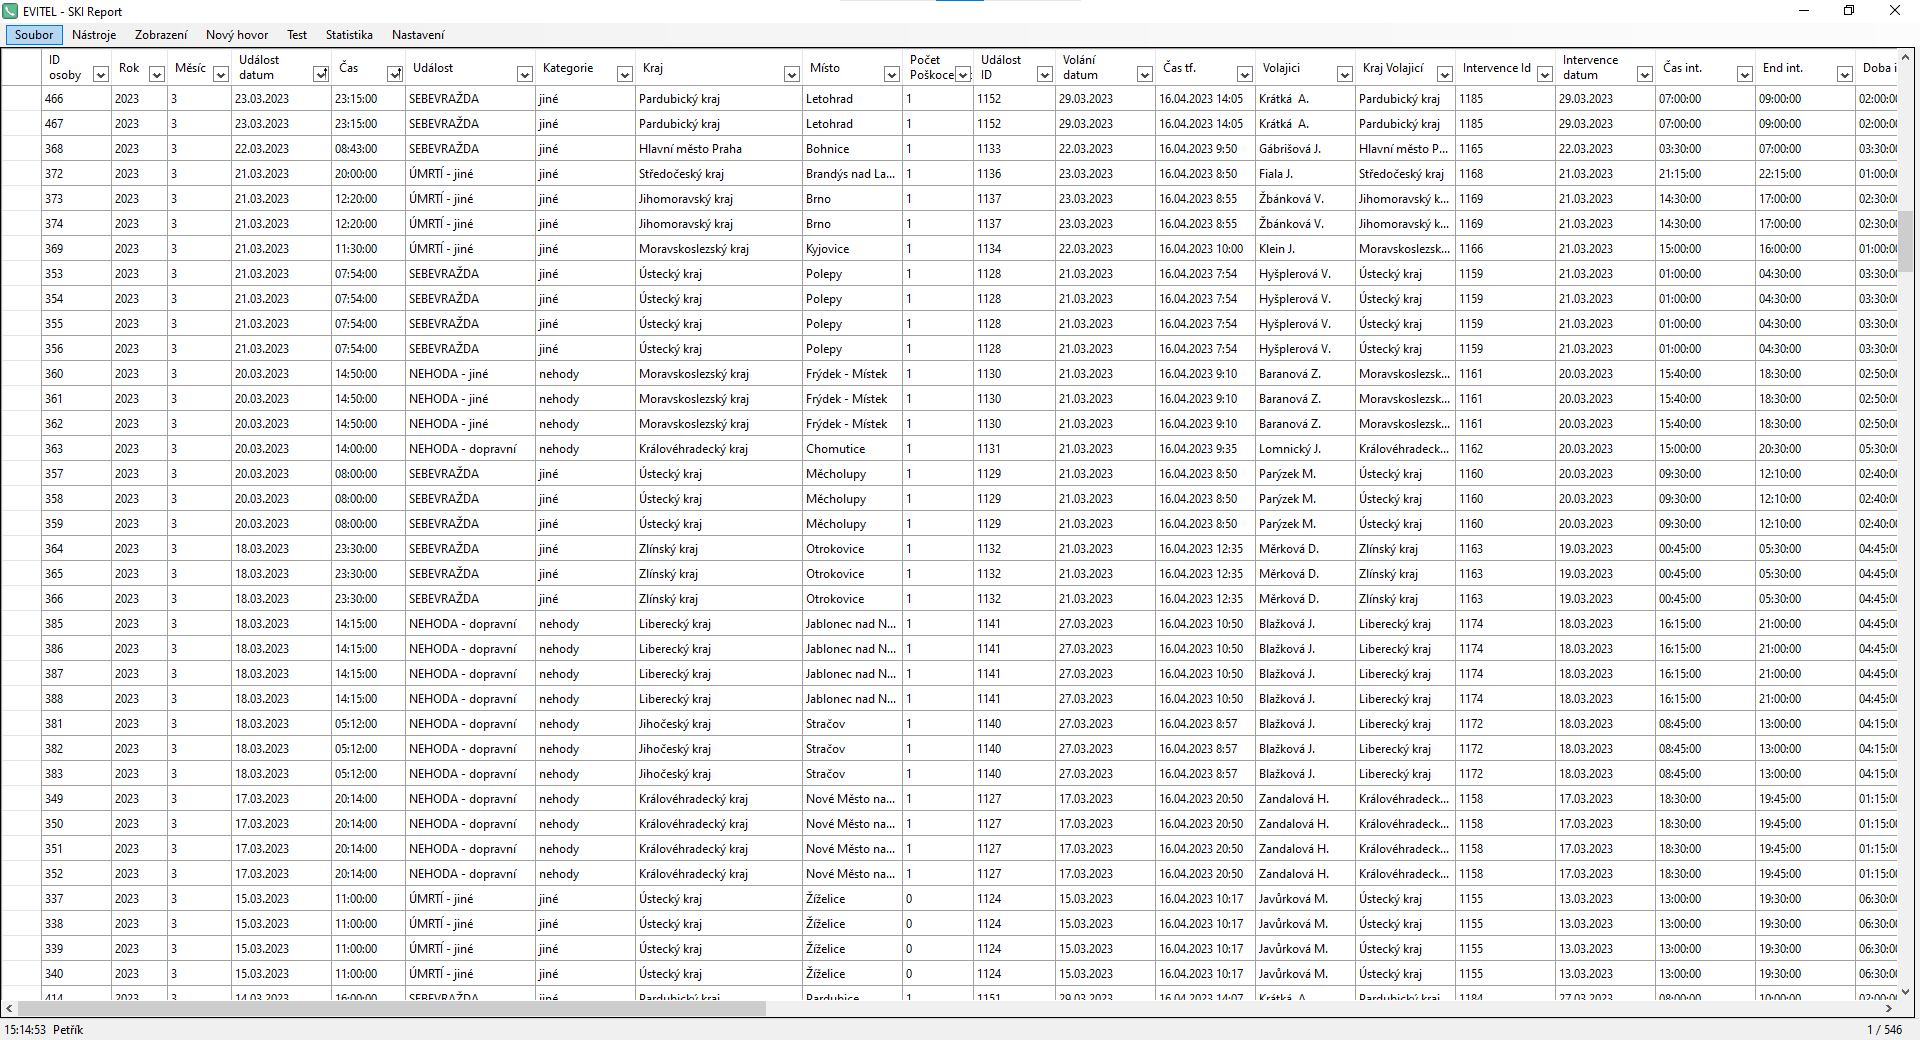 EVITEL - SKI Report
Soubor Nástroje Zobrazení Nový hovor Test Statistika Nastavení
ID osoby Rok Měsíc Událost datum Čas Událost Kategorie Kraj Místo Počet Poškoce Událost ID Volání datum Čas tř. Volajici Kraj Volajicí Intervence Id Intervence datum Čas int. End int. Doba i
466 2023 3 23.03.2023 23:15:00 SEBEVRAŽDA jiné Pardubický kraj Letohrad 1 1152 29.03.2023 16.04.2023 14:05 Krátká A. Pardubický kraj 1185 29.03.2023 07:00:00 09:00:00 02:00:00
467 2023 3 23.03.2023 23:15:00 SEBEVRAŽDA jiné Pardubický kraj Letohrad 1 1152 29.03.2023 16.04.2023 14:05 Krátká A. Pardubický kraj 1185 29.03.2023 07:00:00 09:00:00 02:00:00
368 2023 3 22.03.2023 08:43:00 SEBEVRAŽDA jiné Hlavní město Praha Bohnice 1 1133 22.03.2023 16.04.2023 9:50 Gábrišová J. Hlavní město P... 1165 22.03.2023 03:30:00 07:00:00 03:30:00
372 2023 3 21.03.2023 20:00:00 ÚMRTÍ - jiné Středočeský kraj Brandýs nad La... 1 1136 23.03.2023 16.04.2023 8:50 Fiala J. Středočeský kraj 1168 21.03.2023 21:15:00 22:15:00 01:00:00
373 2023 3 21.03.2023 12:20:00 ÚMRTÍ - jiné Jihomoravský kraj Brno 1 1137 23.03.2023 16.04.2023 8:55 Žbánková V. Jihomoravský k... 1169 21.03.2023 14:30:00 17:00:00 02:30:00
374 2023 3 21.03.2023 12:20:00 ÚMRTÍ - jiné Jihomoravský kraj Brno 1 1137 23.03.2023 16.04.2023 8:55 Žbánková V. Jihomoravský k... 1169 21.03.2023 14:30:00 17:00:00 02:30:00
369 2023 3 21.03.2023 11:30:00 ÚMRTÍ - jiné Moravskoslezský kraj Kyjovice 1 1134 22.03.2023 16.04.2023 10:00 Klein J. Moravskoslezsk... 1166 21.03.2023 15:00:00 16:00:00 01:00:00
353 2023 3 21.03.2023 07:54:00 SEBEVRAŽDA jiné Ústecký kraj Polepy 1 1128 21.03.2023 16.04.2023 7:54 Hyšplerová V. Ústecký kraj 1159 21.03.2023 01:00:00 04:30:00 03:30:00
354 2023 3 21.03.2023 07:54:00 SEBEVRAŽDA jiné Ústecký kraj Polepy 1 1128 21.03.2023 16.04.2023 7:54 Hyšplerová V. Ústecký kraj 1159 21.03.2023 01:00:00 04:30:00 03:30:00
355 2023 3 21.03.2023 07:54:00 SEBEVRAŽDA jiné Ústecký kraj Polepy 1 1128 21.03.2023 16.04.2023 7:54 Hyšplerová V. Ústecký kraj 1159 21.03.2023 01:00:00 04:30:00 03:30:00
356 2023 3 21.03.2023 07:54:00 SEBEVRAŽDA jiné Ústecký kraj Polepy 1 1128 21.03.2023 16.04.2023 7:54 Hyšplerová V. Ústecký kraj 1159 21.03.2023 01:00:00 04:30:00 03:30:00
360 2023 3 20.03.2023 14:50:00 NEHODA - jiné nehody Moravskoslezský kraj Frýdek - Místek 1 1130 21.03.2023 16.04.2023 9:10 Baranová Z. Moravskoslezsk... 1161 20.03.2023 15:40:00 18:30:00 02:50:00
361 2023 3 20.03.2023 14:50:00 NEHODA - jiné nehody Moravskoslezský kraj Frýdek - Místek 1 1130 21.03.2023 16.04.2023 9:10 Baranová Z. Moravskoslezsk... 1161 20.03.2023 15:40:00 18:30:00 02:50:00
362 2023 3 20.03.2023 14:50:00 NEHODA - jiné nehody Moravskoslezský kraj Frýdek - Místek 1 1130 21.03.2023 16.04.2023 9:10 Baranová Z. Moravskoslezsk... 1161 20.03.2023 15:40:00 18:30:00 02:50:00
363 2023 3 20.03.2023 14:00:00 NEHODA - dopravní nehody Královéhradecký kraj Chomutice 1 1131 21.03.2023 16.04.2023 9:35 Lomnický J. Královéhradeck... 1162 20.03.2023 15:00:00 20:30:00 05:30:00
357 2023 3 20.03.2023 08:00:00 SEBEVRAŽDA jiné Ústecký kraj Měcholupy 1 1129 21.03.2023 16.04.2023 8:50 Parýzek M. Ústecký kraj 1160 20.03.2023 09:30:00 12:10:00 02:40:00
358 2023 3 20.03.2023 08:00:00 SEBEVRAŽDA jiné Ústecký kraj Měcholupy 1 1129 21.03.2023 16.04.2023 8:50 Parýzek M. Ústecký kraj 1160 20.03.2023 09:30:00 12:10:00 02:40:00
359 2023 3 20.03.2023 08:00:00 SEBEVRAŽDA jiné Ústecký kraj Měcholupy 1 1129 21.03.2023 16.04.2023 8:50 Parýzek M. Ústecký kraj 1160 20.03.2023 09:30:00 12:10:00 02:40:00
364 2023 3 18.03.2023 23:30:00 SEBEVRAŽDA jiné Zlínský kraj Otrokovice 1 1132 21.03.2023 16.04.2023 12:35 Měrková D. Zlínský kraj 1163 19.03.2023 00:45:00 05:30:00 04:45:00
365 2023 3 18.03.2023 23:30:00 SEBEVRAŽDA jiné Zlínský kraj Otrokovice 1 1132 21.03.2023 16.04.2023 12:35 Měrková D. Zlínský kraj 1163 19.03.2023 00:45:00 05:30:00 04:45:00
366 2023 3 18.03.2023 23:30:00 SEBEVRAŽDA jiné Zlínský kraj Otrokovice 1 1132 21.03.2023 16.04.2023 12:35 Měrková D. Zlínský kraj 1163 19.03.2023 00:45:00 05:30:00 04:45:00
385 2023 3 18.03.2023 14:15:00 NEHODA - dopravní nehody Liberecký kraj Jablonec nad N... 1 1141 27.03.2023 16.04.2023 10:50 Blažková J. Liberecký kraj 1174 18.03.2023 16:15:00 21:00:00 04:45:00
386 2023 3 18.03.2023 14:15:00 NEHODA - dopravní nehody Liberecký kraj Jablonec nad N... 1 1141 27.03.2023 16.04.2023 10:50 Blažková J. Liberecký kraj 1174 18.03.2023 16:15:00 21:00:00 04:45:00
387 2023 3 18.03.2023 14:15:00 NEHODA - dopravní nehody Liberecký kraj Jablonec nad N... 1 1141 27.03.2023 16.04.2023 10:50 Blažková J. Liberecký kraj 1174 18.03.2023 16:15:00 21:00:00 04:45:00
388 2023 3 18.03.2023 14:15:00 NEHODA - dopravní nehody Liberecký kraj Jablonec nad N... 1 1141 27.03.2023 16.04.2023 10:50 Blažková J. Liberecký kraj 1174 18.03.2023 16:15:00 21:00:00 04:45:00
381 2023 3 18.03.2023 05:12:00 NEHODA - dopravní nehody Jihočeský kraj Stračov 1 1140 27.03.2023 16.04.2023 8:57 Blažková J. Liberecký kraj 1172 18.03.2023 08:45:00 13:00:00 04:15:00
382 2023 3 18.03.2023 05:12:00 NEHODA - dopravní nehody Jihočeský kraj Stračov 1 1140 27.03.2023 16.04.2023 8:57 Blažková J. Liberecký kraj 1172 18.03.2023 08:45:00 13:00:00 04:15:00
383 2023 3 18.03.2023 05:12:00 NEHODA - dopravní nehody Jihočeský kraj Stračov 1 1140 27.03.2023 16.04.2023 8:57 Blažková J. Liberecký kraj 1172 18.03.2023 08:45:00 13:00:00 04:15:00
349 2023 3 17.03.2023 20:14:00 NEHODA - dopravní nehody Královéhradecký kraj Nové Město na... 1 1127 17.03.2023 16.04.2023 20:50 Zandalová H. Královéhradeck... 1158 17.03.2023 18:30:00 19:45:00 01:15:00
350 2023 3 17.03.2023 20:14:00 NEHODA - dopravní nehody Královéhradecký kraj Nové Město na... 1 1127 17.03.2023 16.04.2023 20:50 Zandalová H. Královéhradeck... 1158 17.03.2023 18:30:00 19:45:00 01:15:00
351 2023 3 17.03.2023 20:14:00 NEHODA - dopravní nehody Královéhradecký kraj Nové Město na... 1 1127 17.03.2023 16.04.2023 20:50 Zandalová H. Královéhradeck... 1158 17.03.2023 18:30:00 19:45:00 01:15:00
352 2023 3 17.03.2023 20:14:00 NEHODA - dopravní nehody Královéhradecký kraj Nové Město na... 1 1127 17.03.2023 16.04.2023 20:50 Zandalová H. Královéhradeck... 1158 17.03.2023 18:30:00 19:45:00 01:15:00
337 2023 3 15.03.2023 11:00:00 ÚMRTÍ - jiné jiné Ústecký kraj Žíželice 0 1124 15.03.2023 16.04.2023 10:17 Javůrková M. Ústecký kraj 1155 13.03.2023 13:00:00 19:30:00 06:30:00
338 2023 3 15.03.2023 11:00:00 ÚMRTÍ - jiné jiné Ústecký kraj Žíželice 0 1124 15.03.2023 16.04.2023 10:17 Javůrková M. Ústecký kraj 1155 13.03.2023 13:00:00 19:30:00 06:30:00
339 2023 3 15.03.2023 11:00:00 ÚMRTÍ - jiné jiné Ústecký kraj Žíželice 0 1124 15.03.2023 16.04.2023 10:17 Javůrková M. Ústecký kraj 1155 13.03.2023 13:00:00 19:30:00 06:30:00
340 2023 3 15.03.2023 11:00:00 ÚMRTÍ - jiné jiné Ústecký kraj Žíželice 0 1124 15.03.2023 16.04.2023 10:17 Javůrková M. Ústecký kraj 1155 13.03.2023 13:00:00 19:30:00 06:30:00
414 2023 3 14.03.2023 16:00:00 SEBEVRAŽDA jiné Pardubický kraj Pardubice 1 1151 29.03.2023 16.04.2023 14:07 Krátká A. Pardubický kraj 1184 27.03.2023 08:00:00 10:00:00 02:00:00
15:14:53 Petřík 1 / 546